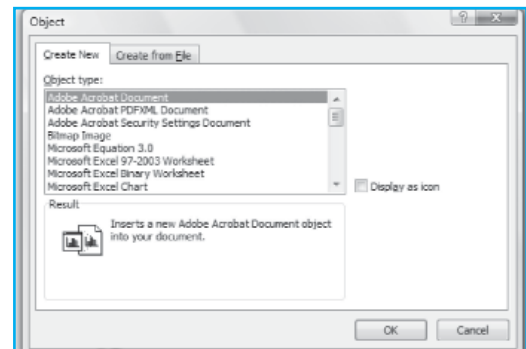 Object
Create New
Create from File
Object type:
Adobe Acrobat Document
Adobe Acrobat PDFXML Document
Adobe Acrobat Security Settings Document
Bitmap Image
Microsoft Equation 3.0
Microsoft Excel 97-2003 Worksheet
Microsoft Excel Binary Worksheet
Microsoft Excel Chart
Display as icon
Result
Inserts a new Adobe Acrobat Document object
into your document.
OK
Cancel